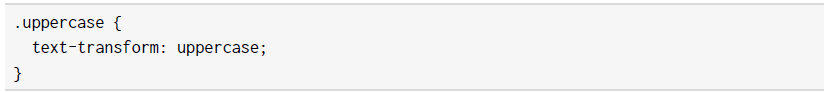 .uppercase {
  text-transform: uppercase;
}